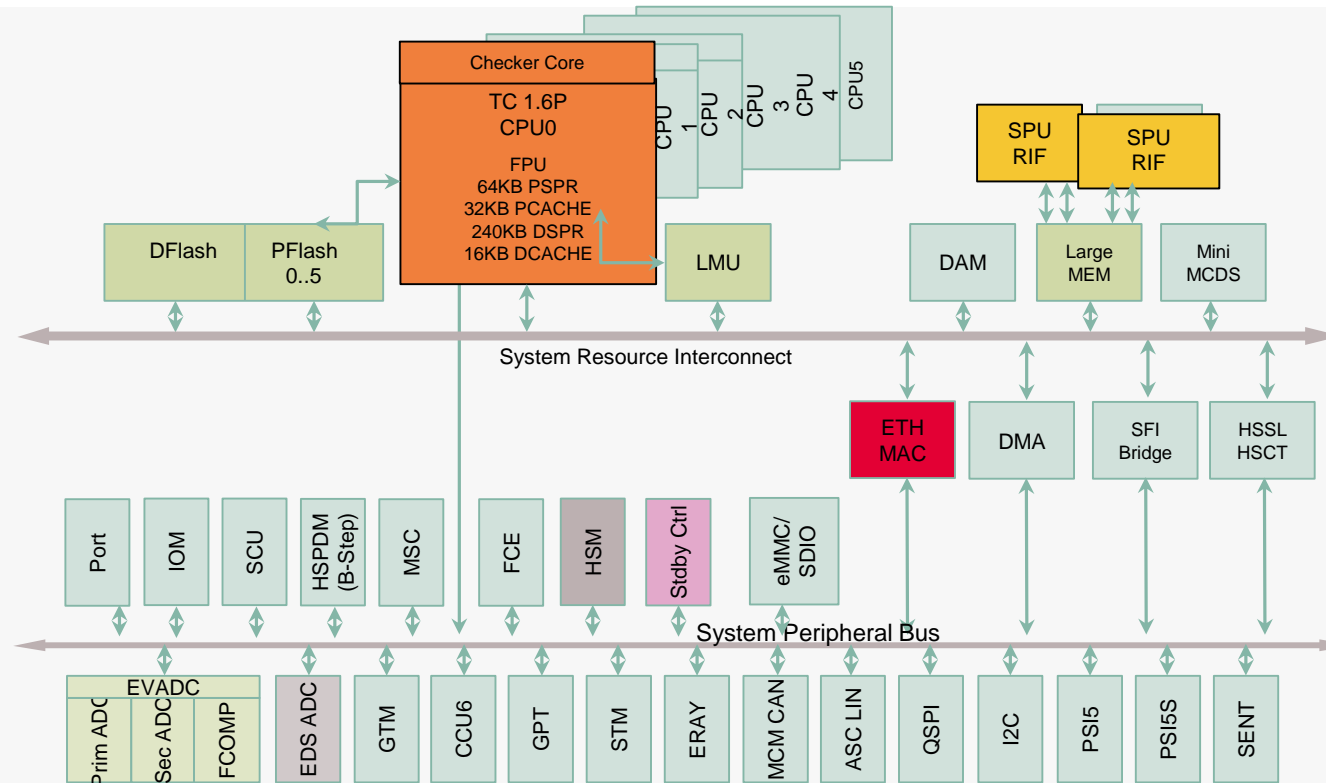 Checker Core
TC 1.6P
CPU0
FPU
64KB PSPR
32KB PCACHE
240KB DSPR
16KB DCACHE
CPU
1
CPU
2
CPU
3
CPU
4
CPU5
SPU
RIF
SPU
RIF
DFlash
PFlash
0..5
LMU
DAM
Large
MEM
Mini
MCDS
System Resource Interconnect
ETH
MAC
DMA
SFI
Bridge
HSSL
HSCT
Port
IOM
SCU
HSPDM
(B-Step)
MSC
FCE
HSM
Stdby Ctrl
eMMC/
SDIO
System Peripheral Bus
EVADC
Prim ADC
Sec ADC
FCOMP
EDS ADC
GTM
CCU6
GPT
STM
ERAY
MCM CAN
ASC LIN
QSPI
I2C
PSI5
PSI5S
SENT